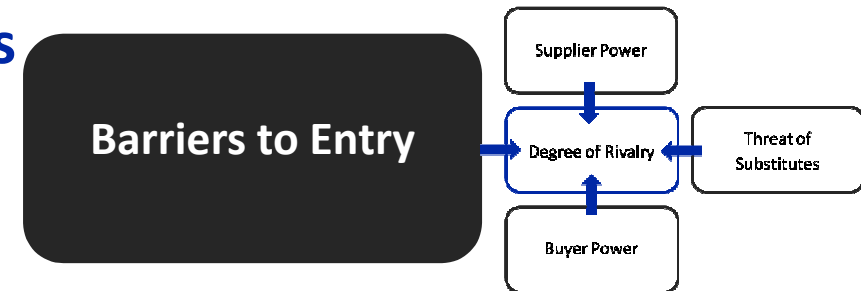 s
Supplier Power
Barriers to Entry
Degree of Rivalry
Threat of
Substitutes
Buyer Power